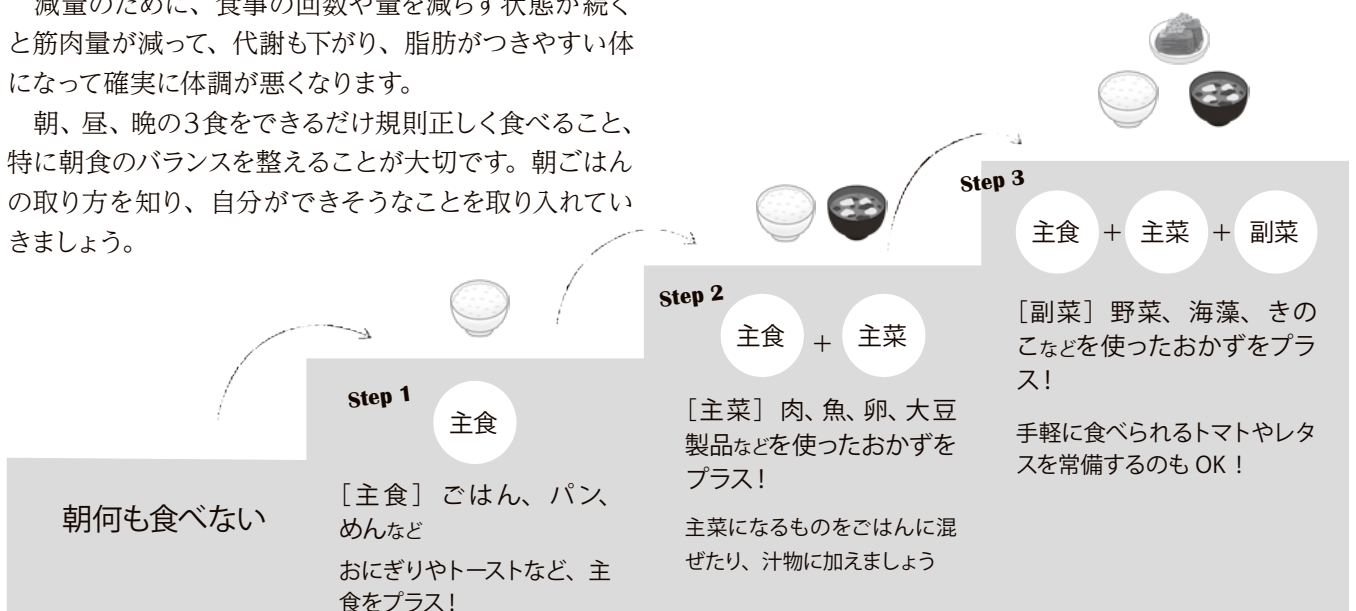 減量のために、食事の回数や量を減らす状態が続く
と筋肉量が減って、代謝も下がり、脂肪がつきやすい体
になって確実に体調が悪くなります。
朝、昼、晩の3食をできるだけ規則正しく食べること、
特に朝食のバランスを整えることが大切です。朝ごはん
の取り方を知り、自分ができそうなことを取り入れてい
きましょう。
朝何も食べない
Step 1
主食
［主食］ごはん、パン、
めんなど
おにぎりやトーストなど、主
食をプラス！
Step 2
主食 + 主菜
［主菜］肉、魚、卵、大豆
製品などを使ったおかずを
プラス！
主菜になるものをごはんに混
ぜたり、汁物に加えましょう
Step 3
主食 + 主菜 + 副菜
［副菜］野菜、海藻、きの
こなどを使ったおかずをプラ
ス！
手軽に食べられるトマトやレタ
スを常備するのも OK！